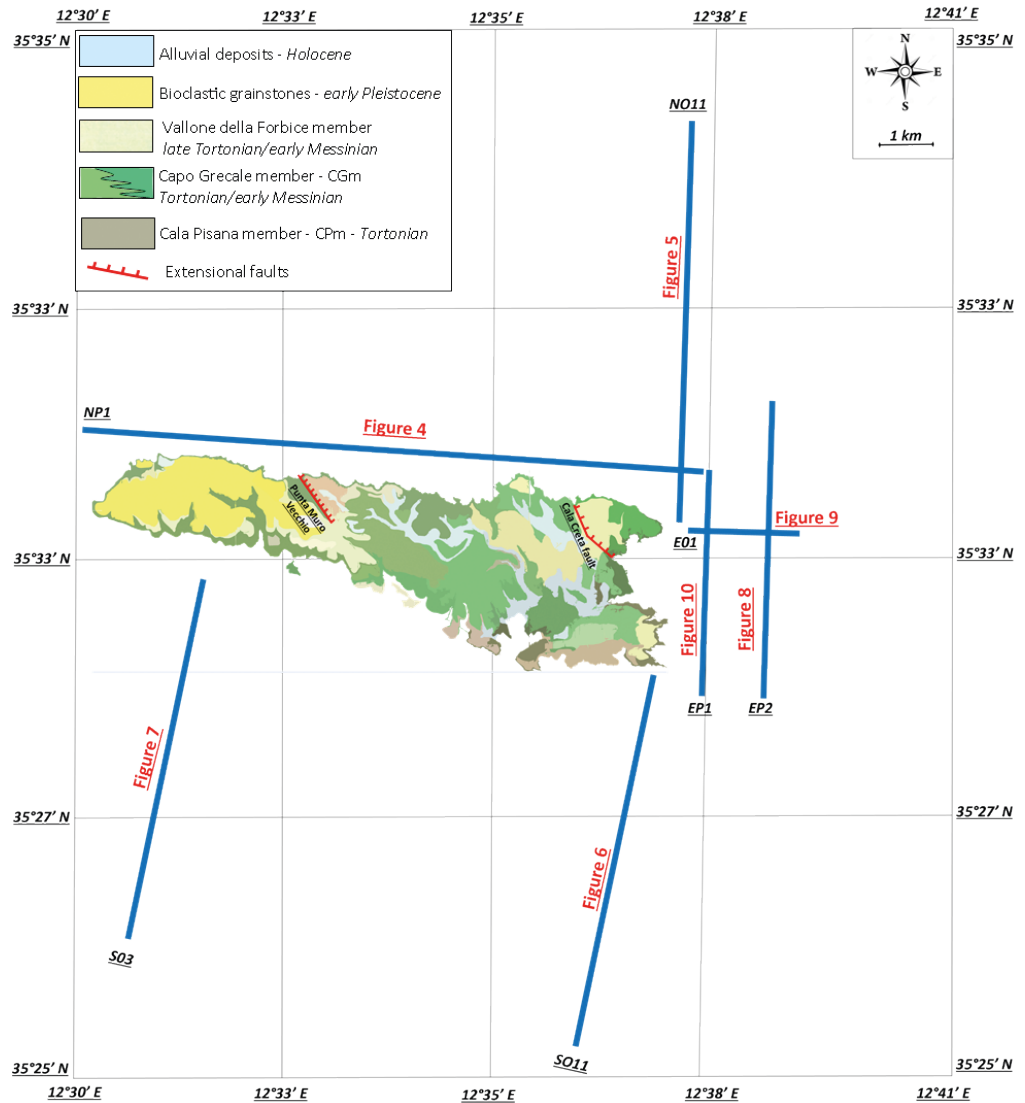 12°30′ E
12°33′ E
12°35′ E
12°38′ E
12°41′ E
35°35′ N
35°35′ N
Alluvial deposits - Holocene
Bioclastic grainstones - early Pleistocene
Vallone della Forbice member
late Tortonian/early Messinian
Capo Grecale member - CGm
Tortonian/early Messinian
Cala Pisana member - CPm - Tortonian
Extensional faults
N
W
E
S
1 km
NO11
Figure 5
35°33′ N
35°33′ N
NP1
Figure 4
Punta Muro
Vecchio
Cala Creta fault
Figure 9
E01
35°33′ N
35°33′ N
Figure 10
Figure 8
EP1
EP2
Figure 7
35°27′ N
35°27′ N
Figure 6
S03
SO11
35°25′ N
35°25′ N
12°30′ E
12°33′ E
12°35′ E
12°38′ E
12°41′ E